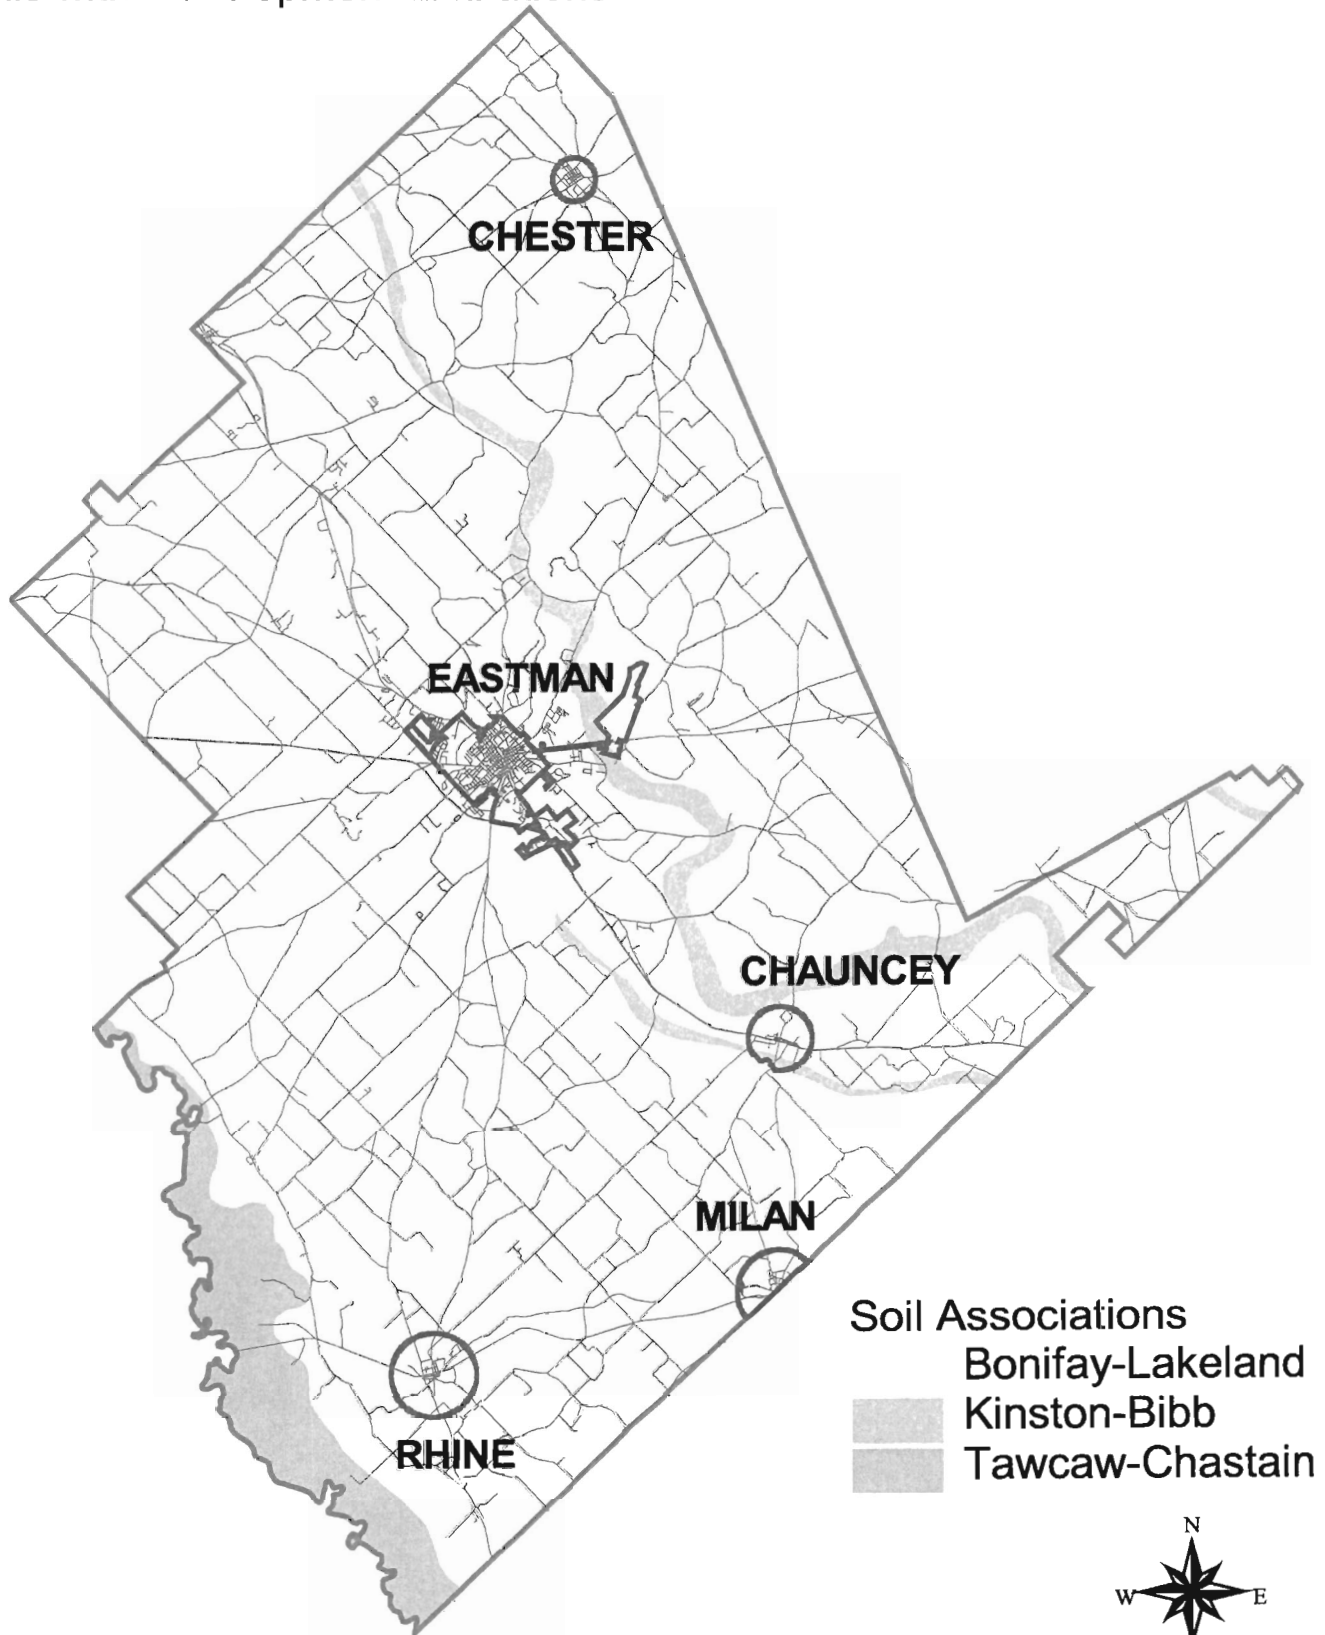 CHESTER
EASTMAN
CHAUNCEY
MILAN
RHINE
Soil Associations
Bonifay-Lakeland
Kinston-Bibb
Tawcaw-Chastain
N
W E